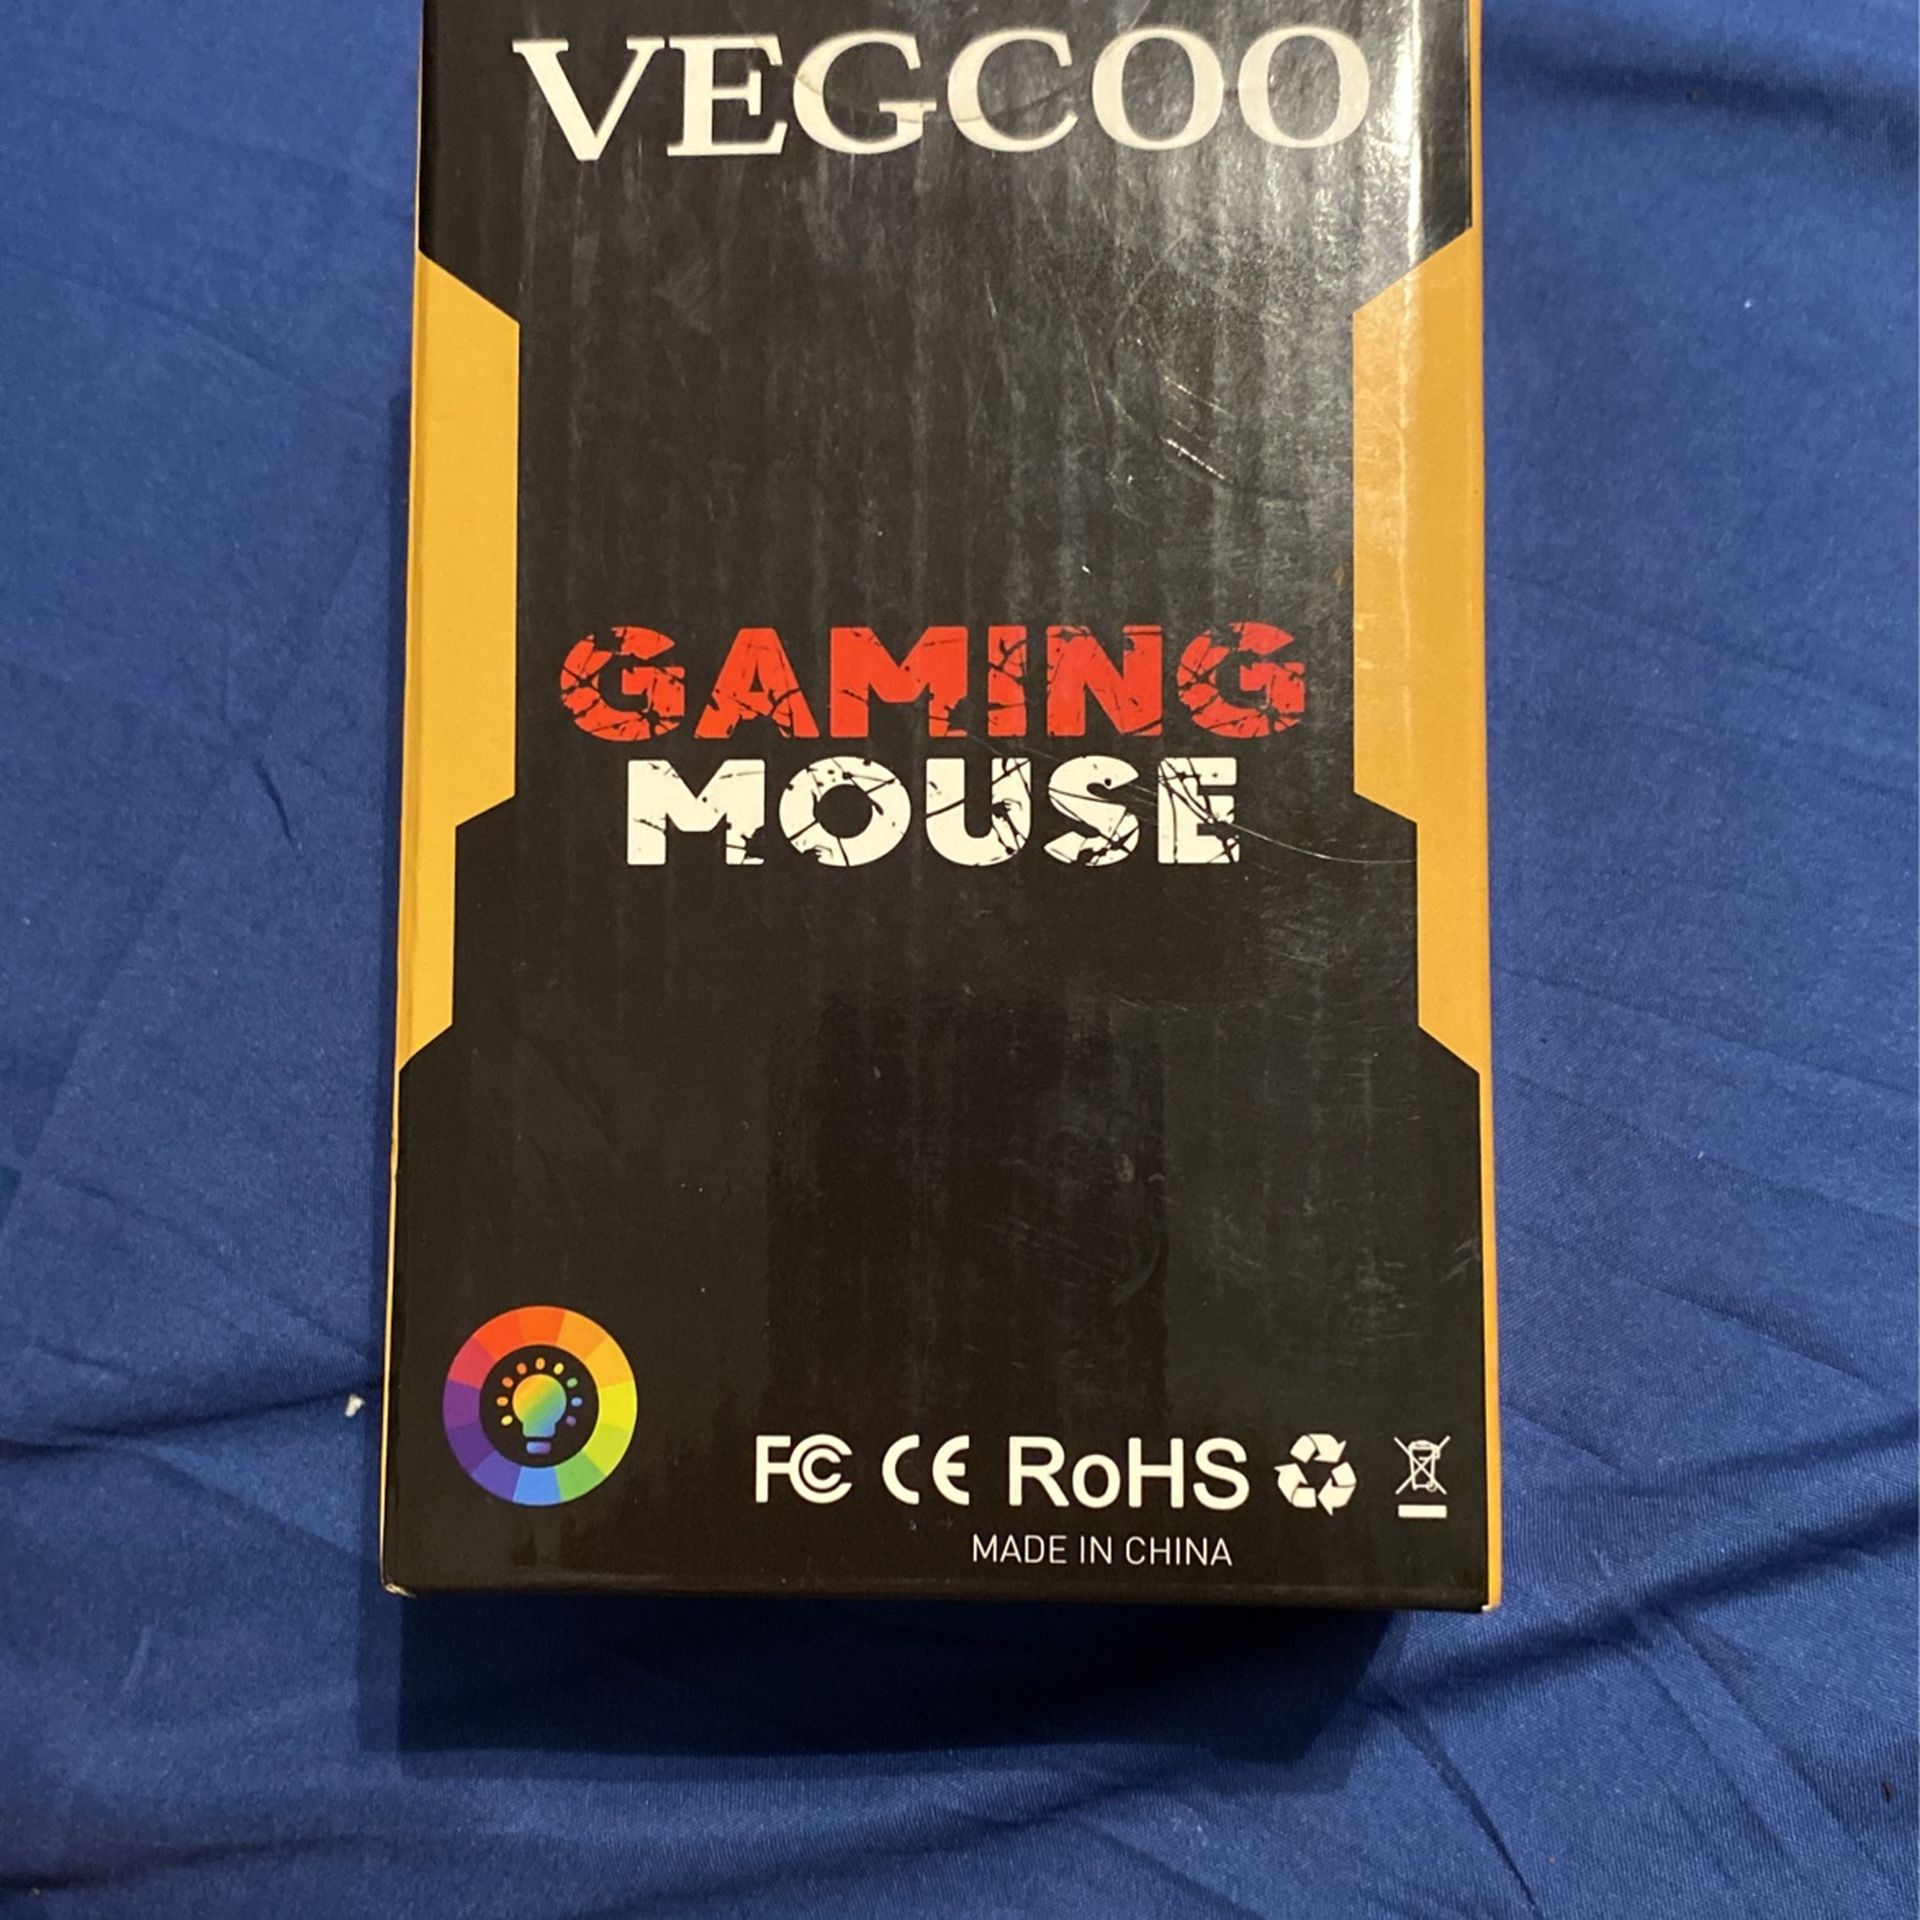 VEGCOO
GAMING
MOUSE
FC CE RoHS
MADE IN CHINA